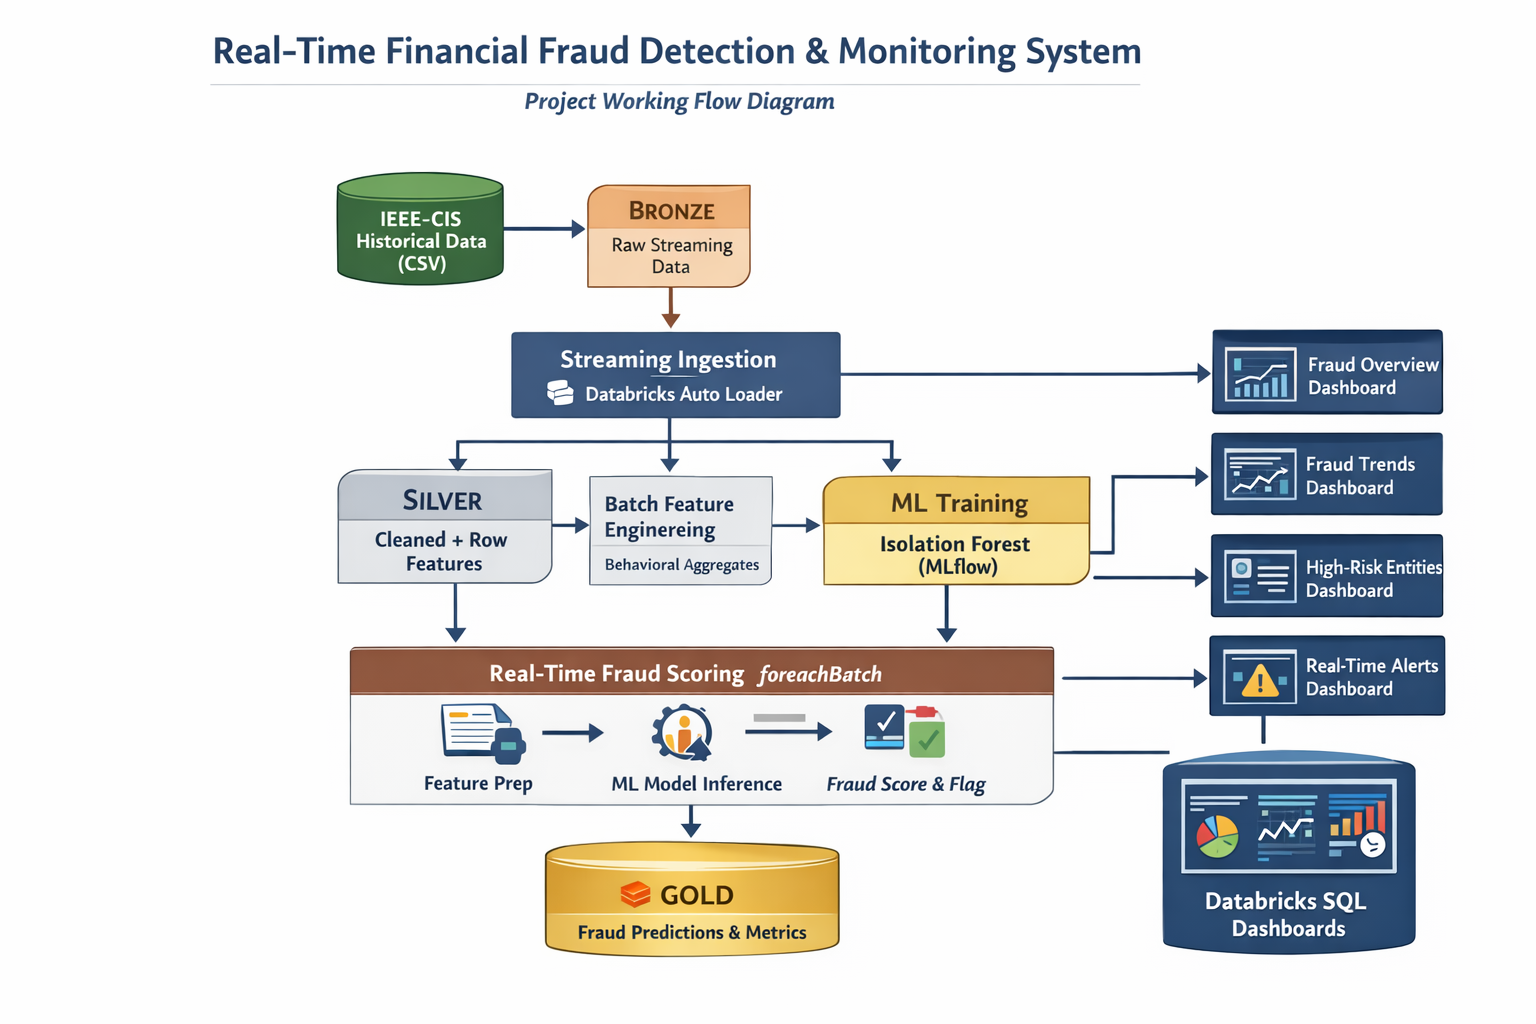 Real-Time Financial Fraud Detection & Monitoring System
Project Working Flow Diagram
IEEE-CIS
Historical Data
(CSV)
BRONZE
Raw Streaming
Data
Streaming Ingestion
Databricks Auto Loader
Fraud Overview
Dashboard
Fraud Trends
Dashboard
High-Risk Entities
Dashboard
Real-Time Alerts
Dashboard
SILVER
Cleaned + Row
Features
Batch Feature
Enginereing
Behavioral Aggregates
ML Training
Isolation Forest
(MLflow)
Real-Time Fraud Scoring foreachBatch
Feature Prep
ML Model Inference
Fraud Score & Flag
GOLD
Fraud Predictions & Metrics
Databricks SQL
Dashboards